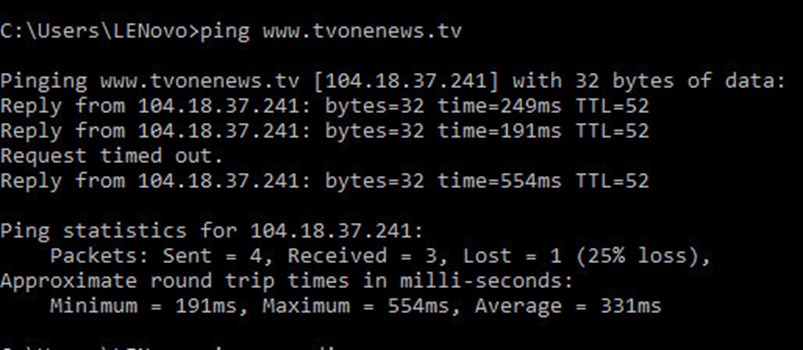 C:\Users\LENovo>ping www.tvonenews.tv
Pinging www.tvonenews.tv [104.18.37.241] with 32 bytes of data:
Reply from 104.18.37.241: bytes=32 time=249ms TTL=52
Reply from 104.18.37.241: bytes=32 time=191ms TTL=52
Request timed out.
Reply from 104.18.37.241: bytes=32 time=554ms TTL=52
Ping statistics for 104.18.37.241:
Packets: Sent = 4, Received = 3, Lost = 1 (25% loss),
Approximate round trip times in milli-seconds:
Minimum = 191ms, Maximum = 554ms, Average = 331ms